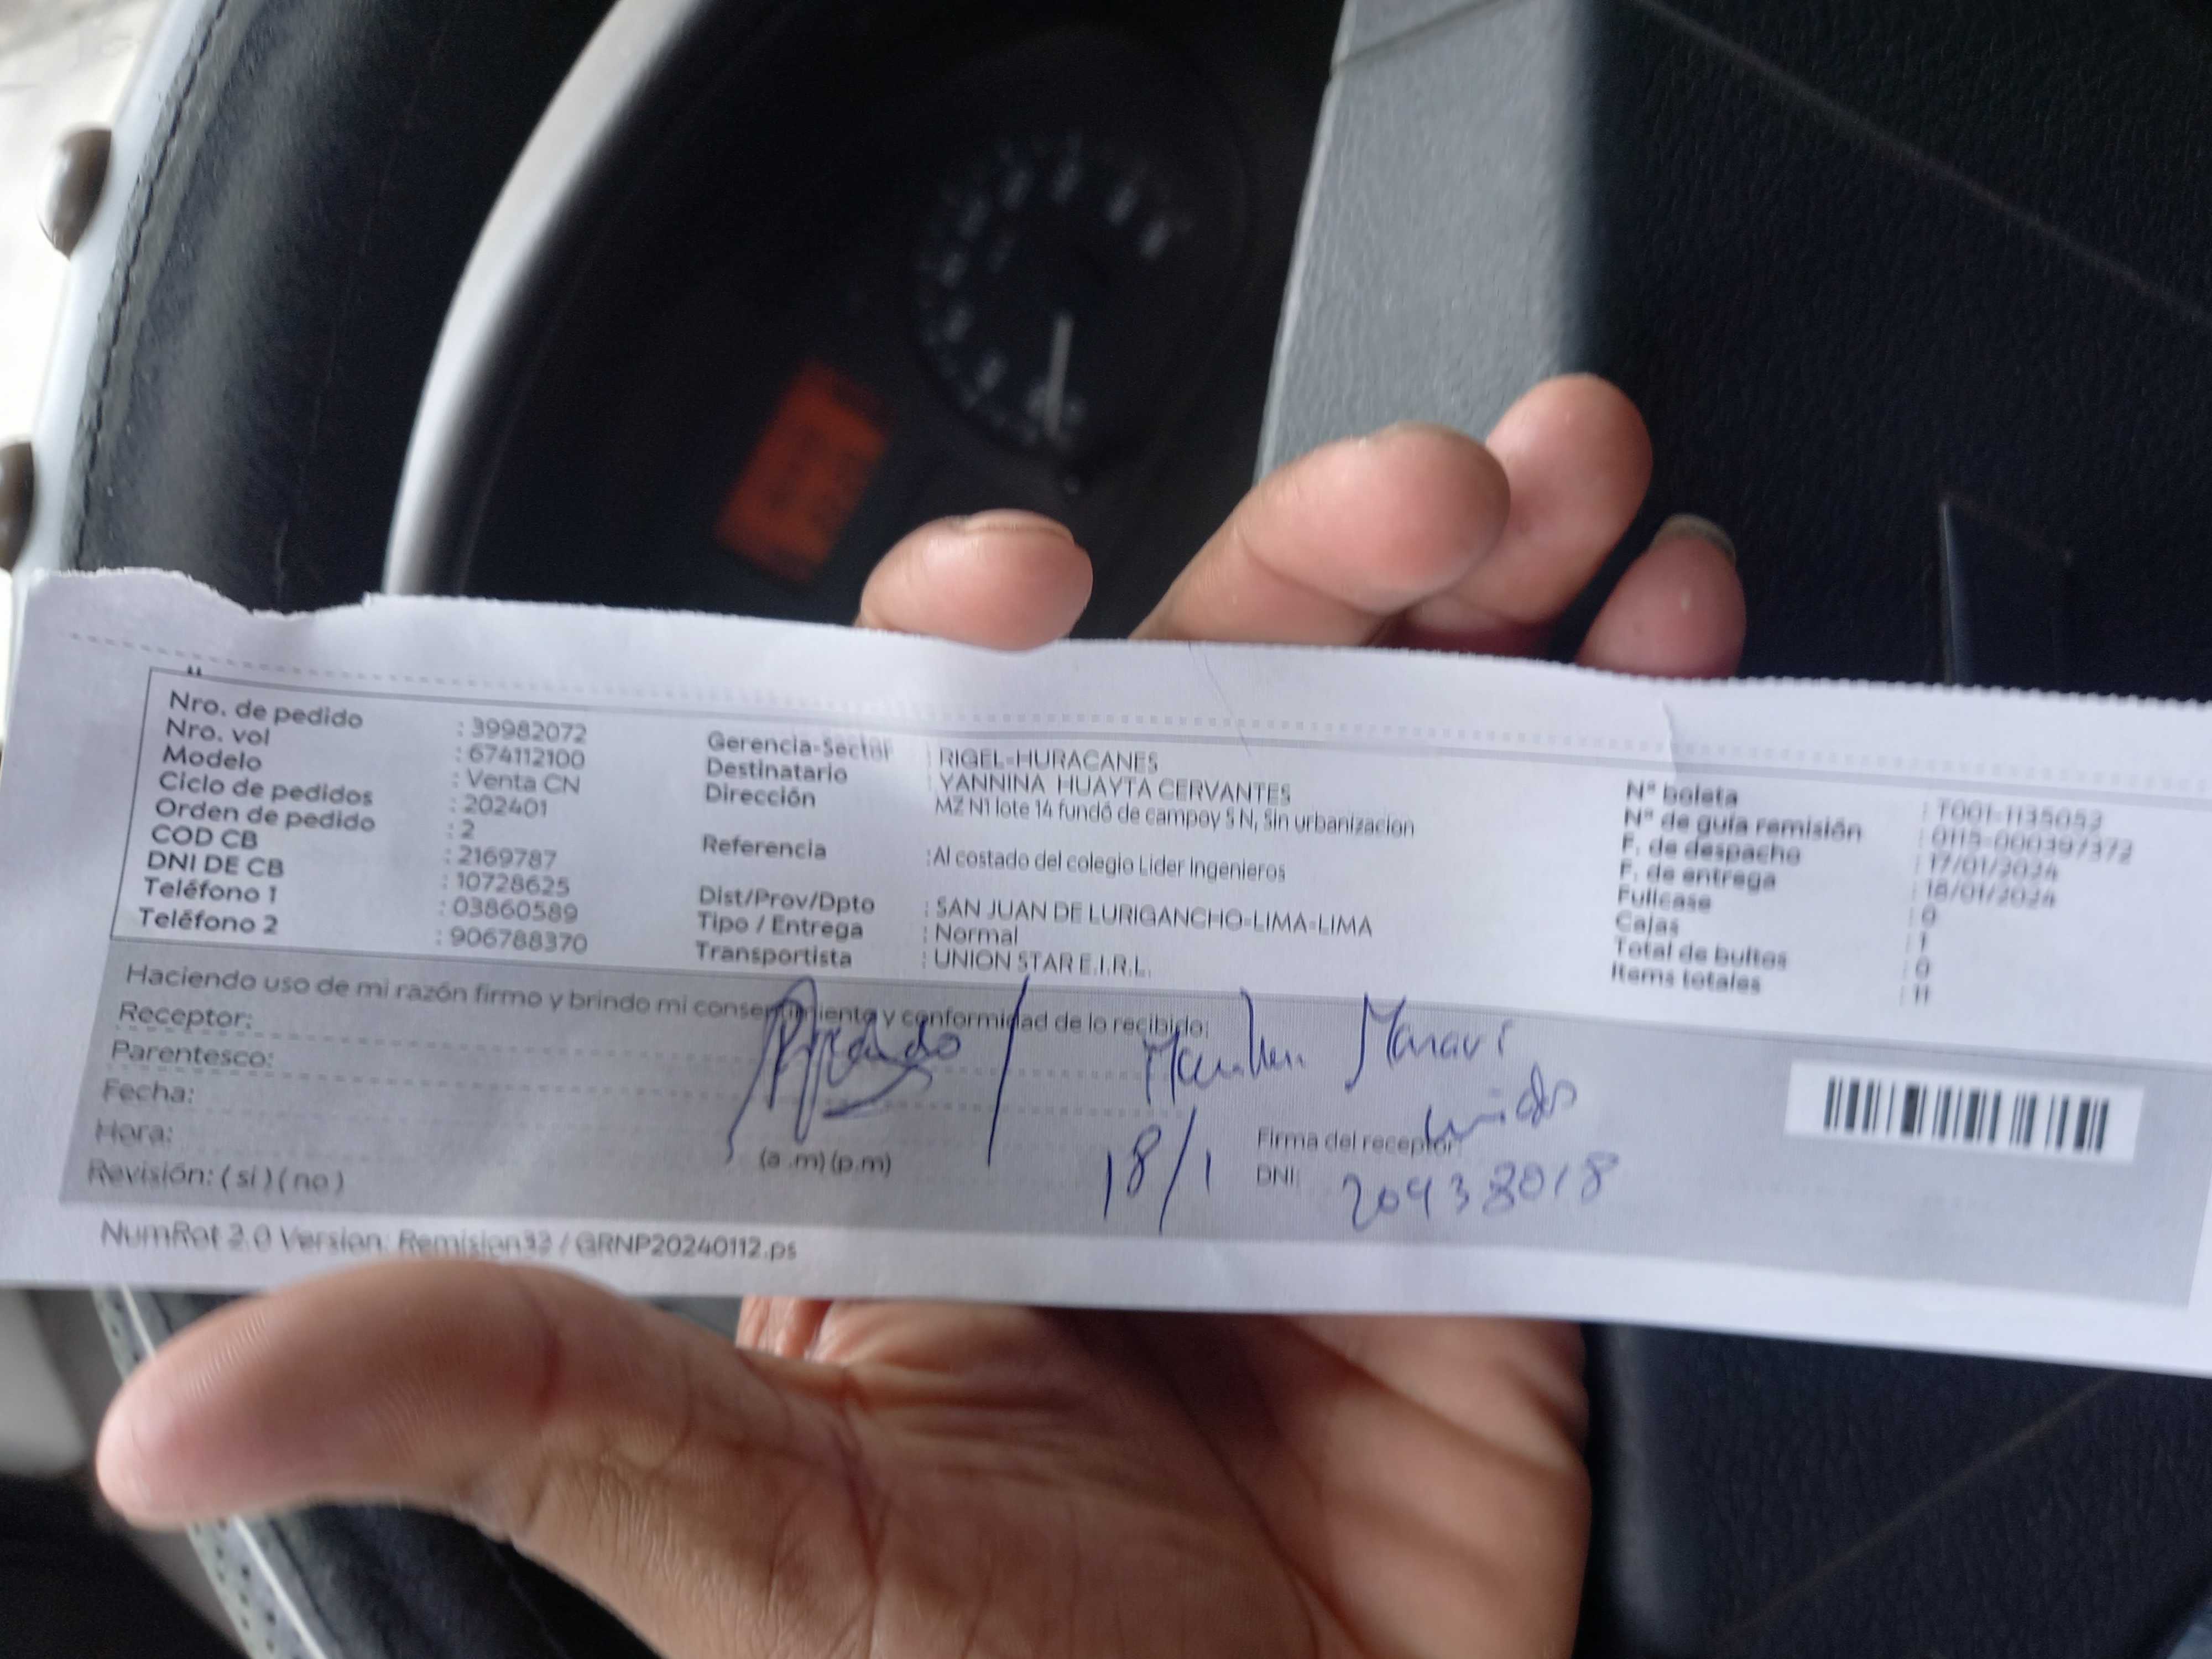 Nro. de pedido : 39982072
Nro. vol : 674112100
Modelo : Venta CN
Ciclo de pedidos : 202401
Orden de pedido : 2
COD CB : 2169787
DNI DE CB : 10728625
Teléfono 1 : 03860589
Teléfono 2 : 906788370
Gerencia-Sector : RIGEL-HURACANES
Destinatario : YANNINA HUAYTA CERVANTES
Dirección MZ N1 lote 14 fundó de campoy S N, Sin urbanizacion
Referencia :Al costado del colegio Lider Ingenieros
Dist/Prov/Dpto : SAN JUAN DE LURIGANCHO-LIMA-LIMA
Tipo / Entrega : Normal
Transportista : UNION STAR E.I.R.L.
N° boleta : T001-1135053
N° de guía remisión : 0115-000397372
F. de despacho : 17/01/2024
F. de entrega : 18/01/2024
Fullcase : 0
Cajas : 1
Total de bultos : 0
Items totales : 11
Haciendo uso de mi razón firmo y brindo mi consentimiento y conformidad de lo recibido:
Receptor:
Parentesco:
Fecha:
Hora: (a .m) (p.m)
Revisión: ( si ) ( no )
18/1
Firma del receptor:
DNI: 20438018
NumRot 2.0 Version: Remision32 / GRNP20240112.ps